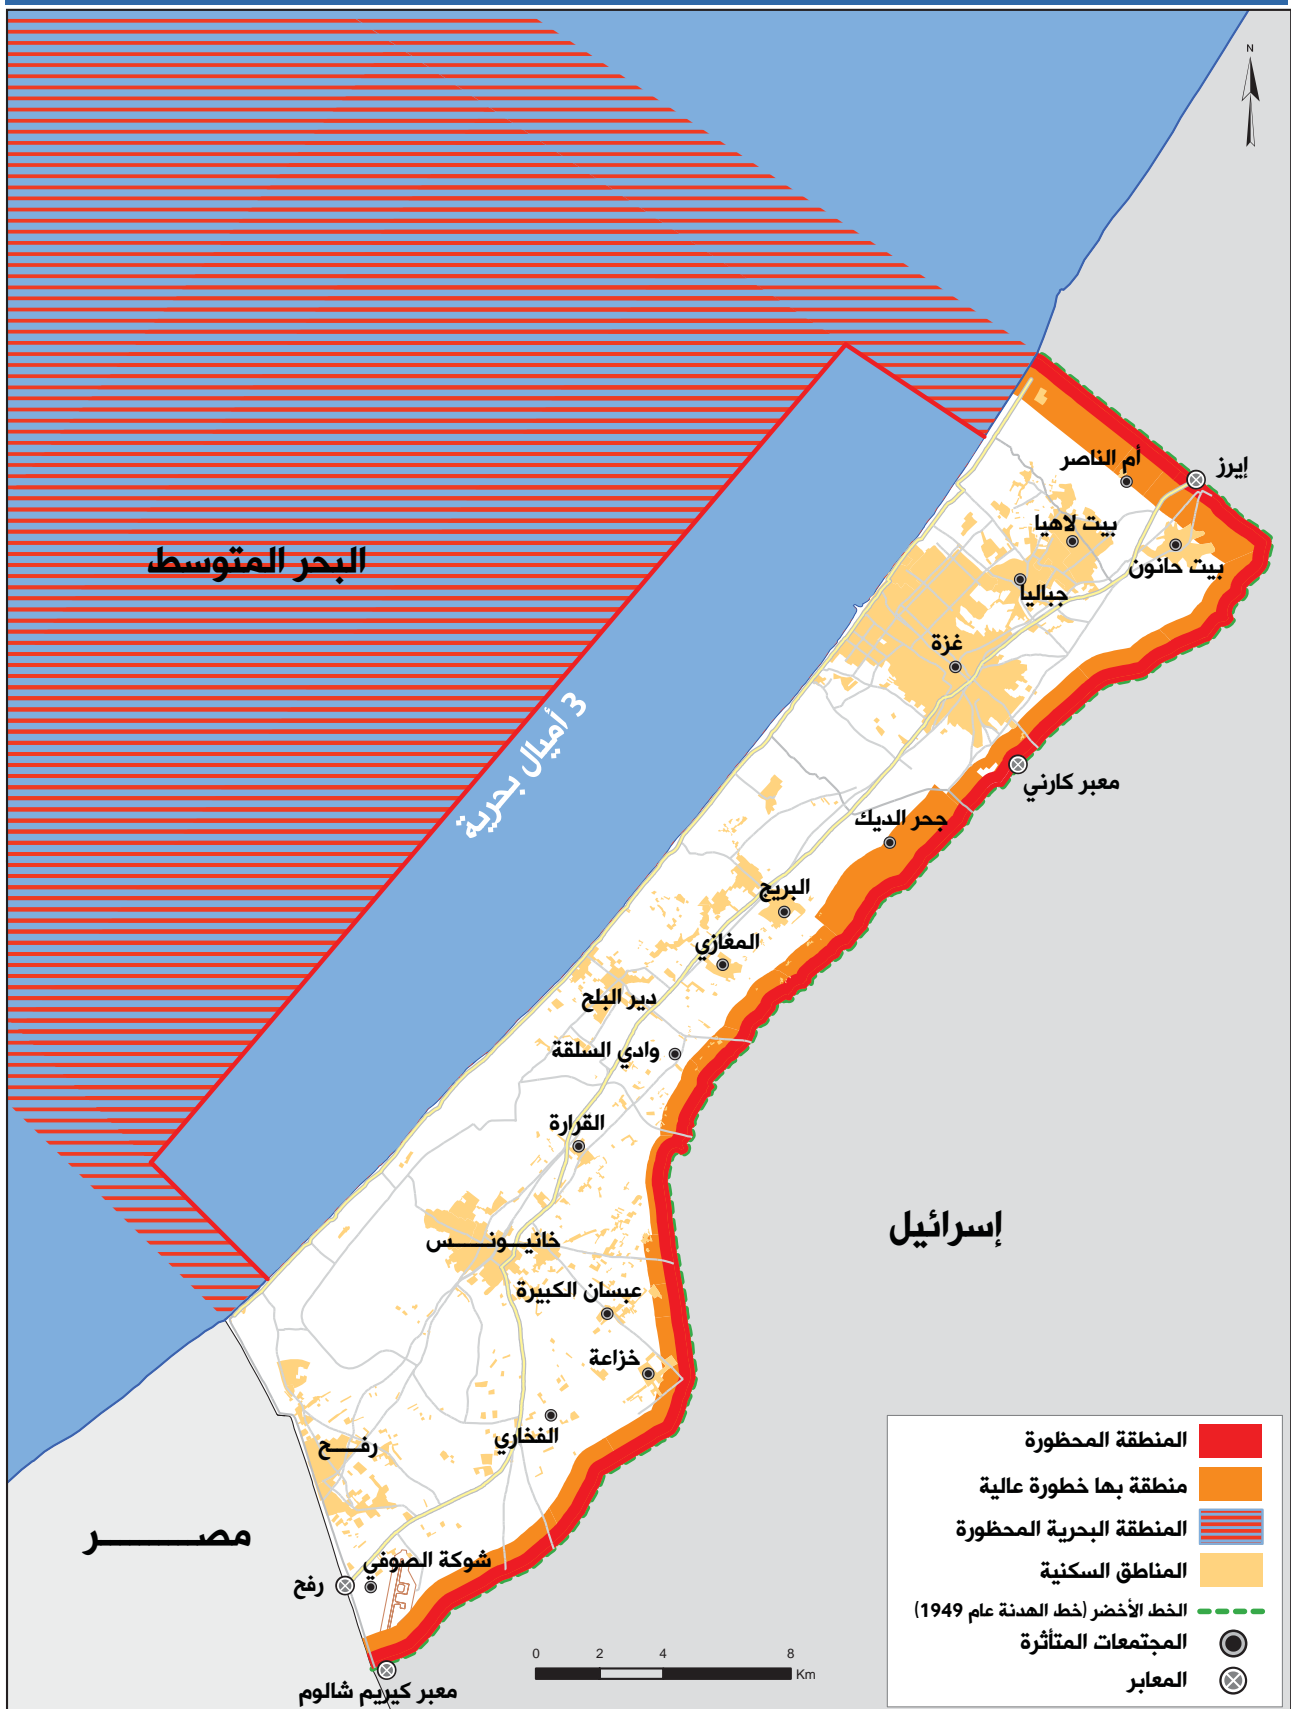 N
أم الناصر
إيرز
بيت لاهيا
بيت حانون
جباليا
البحر المتوسط
غزة
3 أميال بحرية
معبر كارني
جحر الديك
البريج
المغازي
دير البلح
وادي السلقة
القرارة
إسرائيل
خانيـونـــس
عبسان الكبيرة
خزاعة
الفخاري
رفـــح
مصـــــــر
شوكة الصوفي
رفح
معبر كيريم شالوم
0 2 4 8
Km
المنطقة المحظورة
منطقة بها خطورة عالية
المنطقة البحرية المحظورة
المناطق السكنية
الخط الأخضر (خط الهدنة عام 1949)
المجتمعات المتأثرة
المعابر